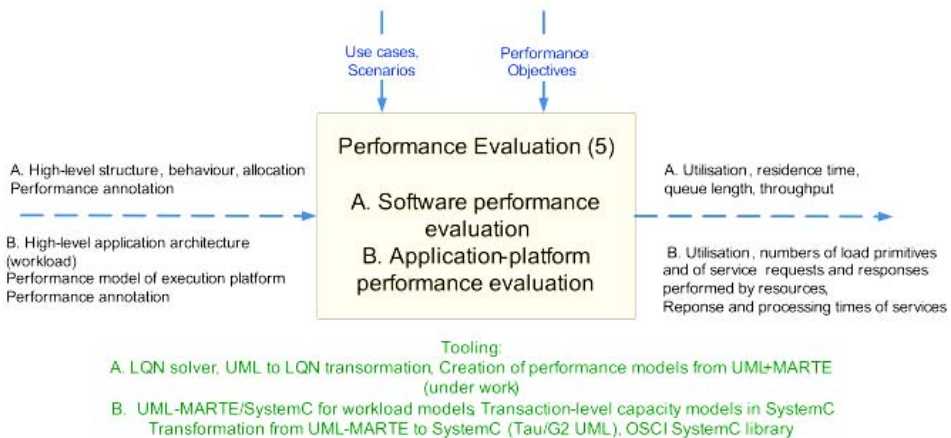 Use cases,
Scenarios
Performance
Objectives
A. High-level structure, behaviour, allocation
Performance annotation
B. High-level application architecture
(workload)
Performance model of execution platform
Performance annotation
Performance Evaluation (5)
A. Software performance
evaluation
B. Application-platform
performance evaluation
A. Utilisation, residence time,
queue length, throughput
B. Utilisation, numbers of load primitives
and of service requests and responses
performed by resources,
Reponse and processing times of services
Tooling:
A. LQN solver, UML to LQN transormation, Creation of performance models from UML+MARTE
(under work)
B. UML-MARTE/SystemC for workload models, Transaction-level capacity models in SystemC
Transformation from UML-MARTE to SystemC (Tau/G2 UML), OSCI SystemC library